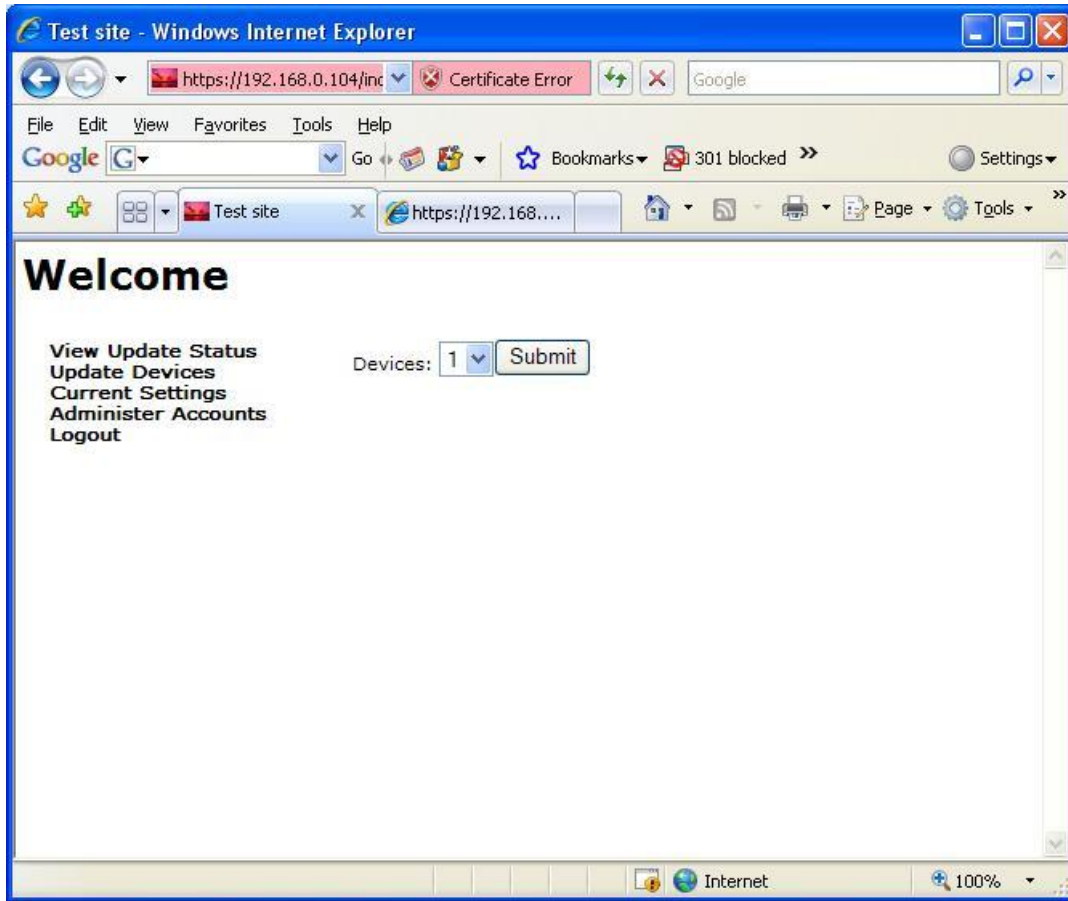 Test site - Windows Internet Explorer
https://192.168.0.104/inc Certificate Error Google
File Edit View Favorites Tools Help
Google G Go Bookmarks 301 blocked » Settings
Test site https://192.168.... Page Tools »
Welcome
View Update Status
Update Devices
Current Settings
Administer Accounts
Logout
Devices: 1 Submit
Internet 100%